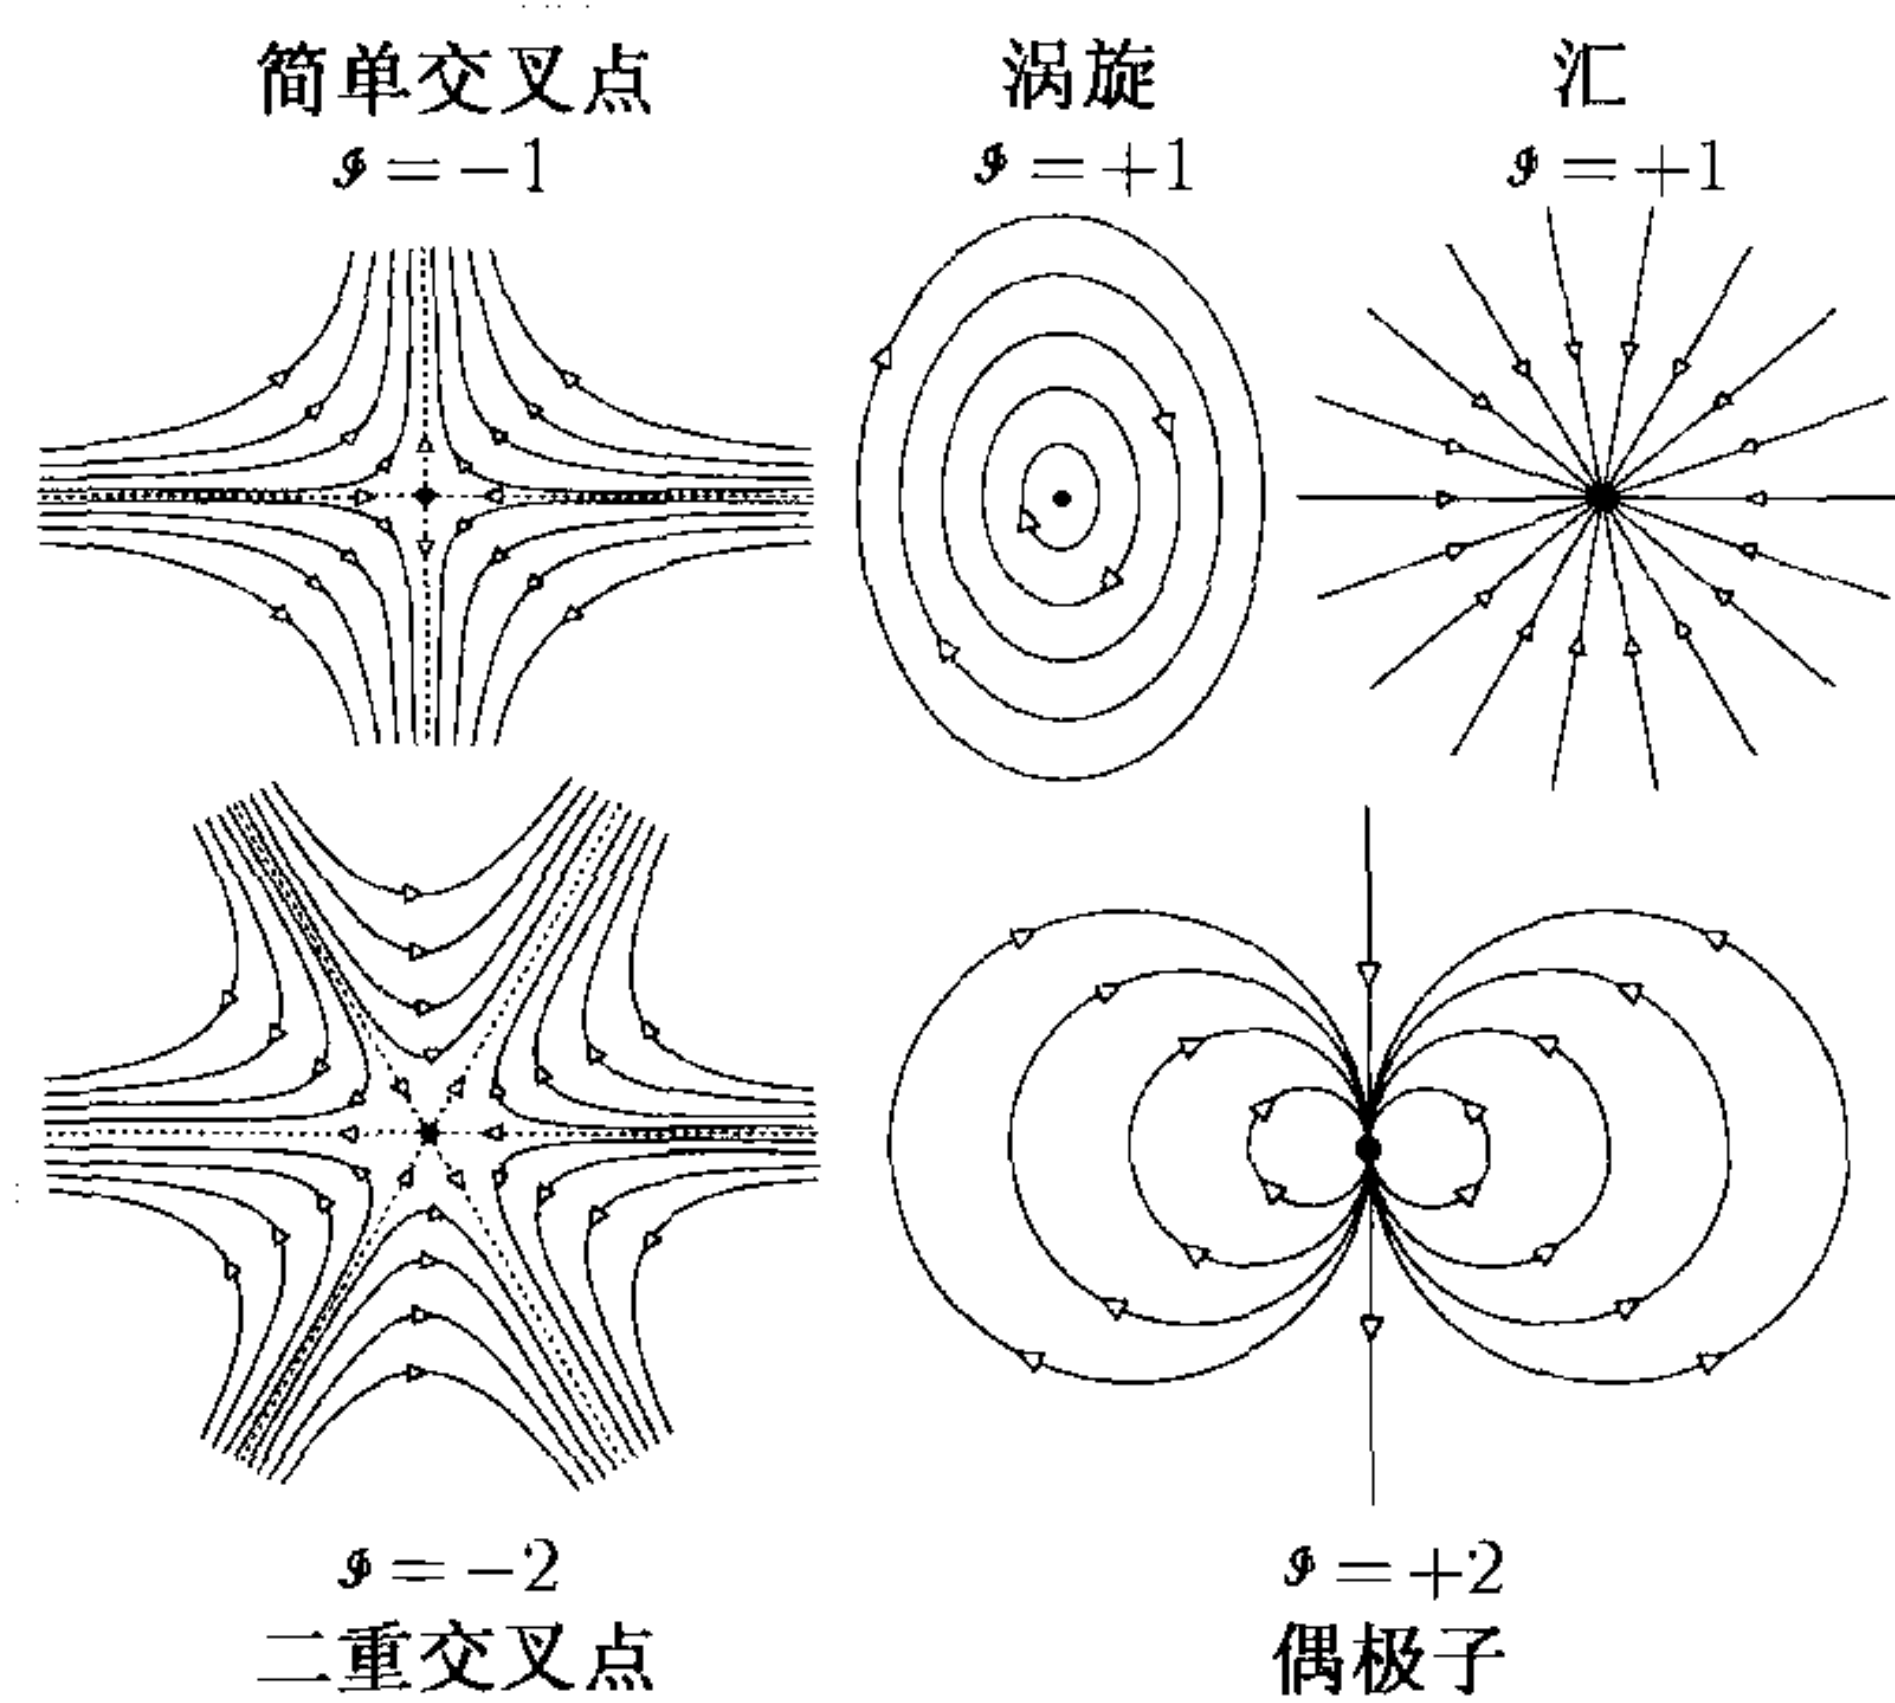 简单交叉点 涡旋 汇
𝓘 = −1 𝓘 = +1 𝓘 = +1
𝓘 = −2 𝓘 = +2
二重交叉点 偶极子